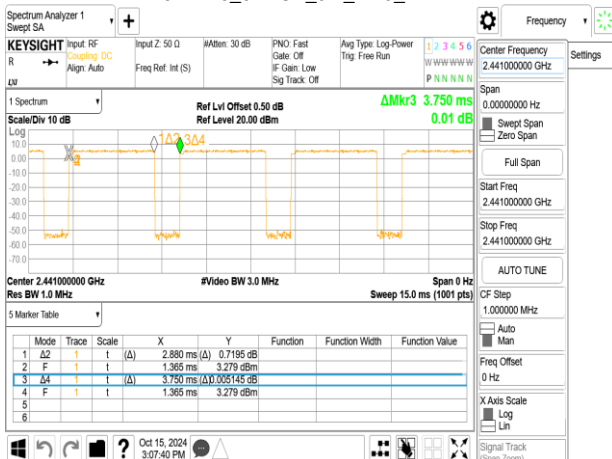 Spectrum Analyzer 1
Swept SA
+
Frequency
KEYSIGHT
Input: RF
Coupling: DC
Align: Auto
Input Z: 50 Ω
Freq Ref: Int (S)
#Atten: 30 dB
PNO: Fast
Gate: Off
IF Gain: Low
Sig Track: Off
Avg Type: Log-Power
Trig: Free Run
1 2 3 4 5 6
W W W W W W
P N N N N N
R
LXI
Settings
Center Frequency
2.441000000 GHz
Span
0.00000000 Hz
Swept Span
Zero Span
Full Span
Start Freq
2.441000000 GHz
Stop Freq
2.441000000 GHz
AUTO TUNE
CF Step
1.000000 MHz
Auto
Man
Freq Offset
0 Hz
X Axis Scale
Log
Lin
Signal Track
(Span Zoom)
1 Spectrum
Scale/Div 10 dB
Ref Lvl Offset 0.50 dB
Ref Level 20.00 dBm
ΔMkr3 3.750 ms
0.01 dB
Log
10.0
0.00
-10.0
-20.0
-30.0
-40.0
-50.0
-60.0
-70.0
1Δ2 3Δ4
Center 2.441000000 GHz
Res BW 1.0 MHz
#Video BW 3.0 MHz
Span 0 Hz
Sweep 15.0 ms (1001 pts)
5 Marker Table
Mode Trace Scale X Y Function Function Width Function Value
1 Δ2 1 t (Δ) 2.880 ms (Δ) 0.7195 dB
2 F 1 t 1.365 ms 3.279 dBm
3 Δ4 1 t (Δ) 3.750 ms (Δ) 0.005145 dB
4 F 1 t 1.365 ms 3.279 dBm
5
6
?
Oct 15, 2024
3:07:40 PM